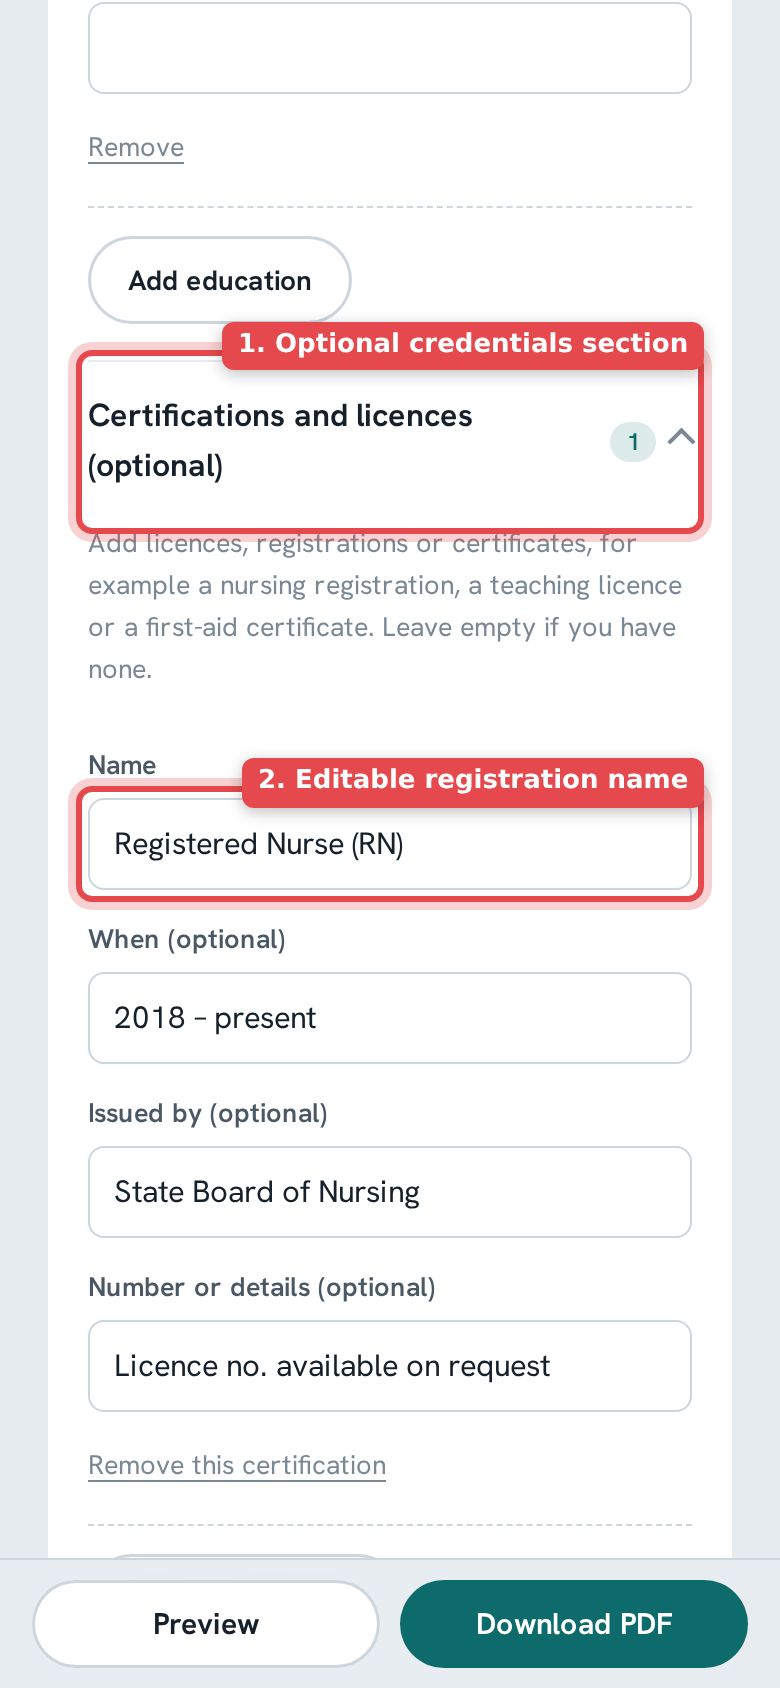 Remove
Add education
1. Optional credentials section
Certifications and licences
(optional)
1
Add licences, registrations or certificates, for
example a nursing registration, a teaching licence
or a first-aid certificate. Leave empty if you have
none.
Name
2. Editable registration name
Registered Nurse (RN)
When (optional)
2018 – present
Issued by (optional)
State Board of Nursing
Number or details (optional)
Licence no. available on request
Remove this certification
Preview
Download PDF